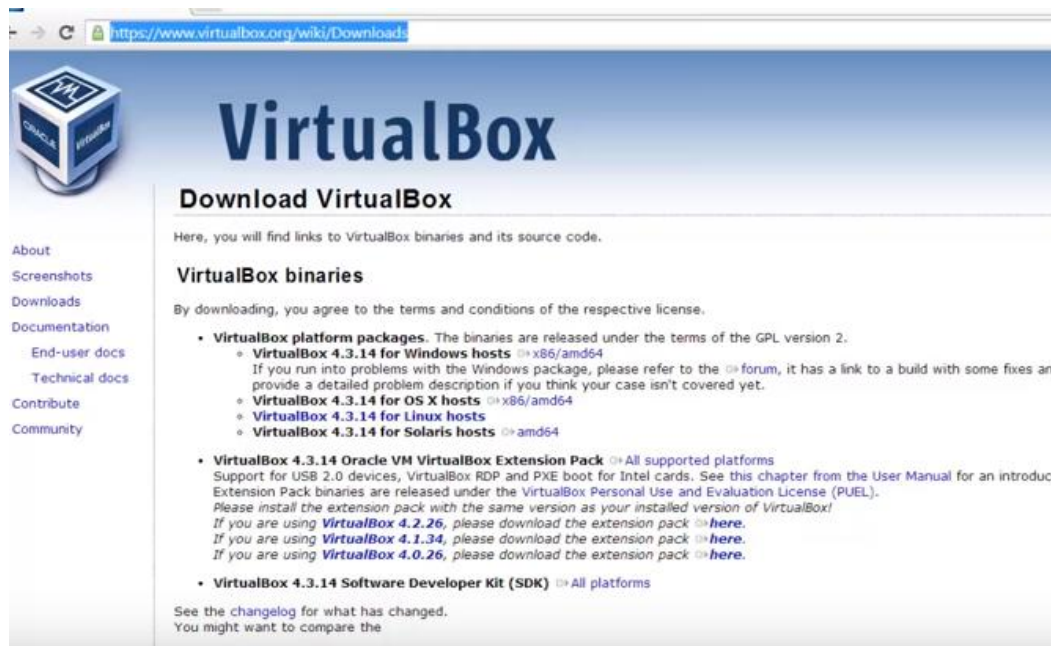 https://www.virtualbox.org/wiki/Downloads
ORACLE
VirtualBox
VirtualBox
Download VirtualBox
Here, you will find links to VirtualBox binaries and its source code.
About
Screenshots
Downloads
Documentation
End-user docs
Technical docs
Contribute
Community
VirtualBox binaries
By downloading, you agree to the terms and conditions of the respective license.
• VirtualBox platform packages. The binaries are released under the terms of the GPL version 2.
VirtualBox 4.3.14 for Windows hosts x86/amd64
If you run into problems with the Windows package, please refer to the forum, it has a link to a build with some fixes an
provide a detailed problem description if you think your case isn't covered yet.
VirtualBox 4.3.14 for OS X hosts x86/amd64
VirtualBox 4.3.14 for Linux hosts
VirtualBox 4.3.14 for Solaris hosts amd64
• VirtualBox 4.3.14 Oracle VM VirtualBox Extension Pack All supported platforms
Support for USB 2.0 devices, VirtualBox RDP and PXE boot for Intel cards. See this chapter from the User Manual for an introduc
Extension Pack binaries are released under the VirtualBox Personal Use and Evaluation License (PUEL).
Please install the extension pack with the same version as your installed version of VirtualBox!
If you are using VirtualBox 4.2.26, please download the extension pack here.
If you are using VirtualBox 4.1.34, please download the extension pack here.
If you are using VirtualBox 4.0.26, please download the extension pack here.
• VirtualBox 4.3.14 Software Developer Kit (SDK) All platforms
See the changelog for what has changed.
You might want to compare the